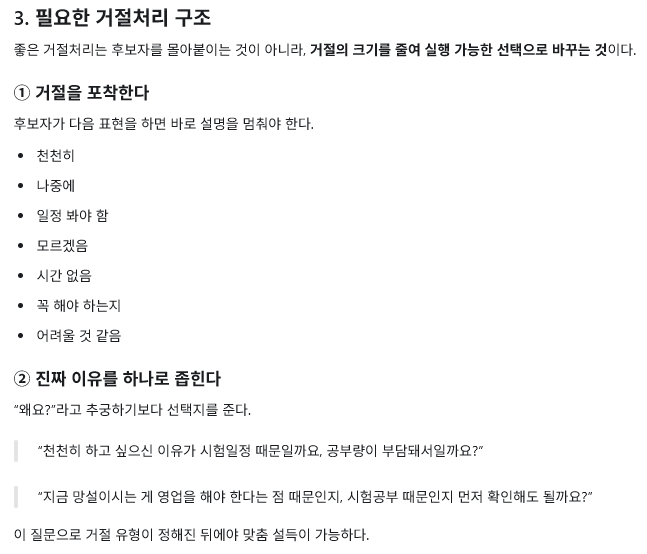 3. 필요한 거절처리 구조
좋은 거절처리는 후보자를 몰아붙이는 것이 아니라, 거절의 크기를 줄여 실행 가능한 선택으로 바꾸는 것이다.
① 거절을 포착한다
후보자가 다음 표현을 하면 바로 설명을 멈춰야 한다.
• 천천히
• 나중에
• 일정 봐야 함
• 모르겠음
• 시간 없음
• 꼭 해야 하는지
• 어려울 것 같음
② 진짜 이유를 하나로 좁힌다
“왜요?”라고 추궁하기보다 선택지를 준다.
“천천히 하고 싶으신 이유가 시험일정 때문일까요, 공부량이 부담돼서일까요?”
“지금 망설이시는 게 영업을 해야 한다는 점 때문인지, 시험공부 때문인지 먼저 확인해도 될까요?”
이 질문으로 거절 유형이 정해진 뒤에야 맞춤 설득이 가능하다.